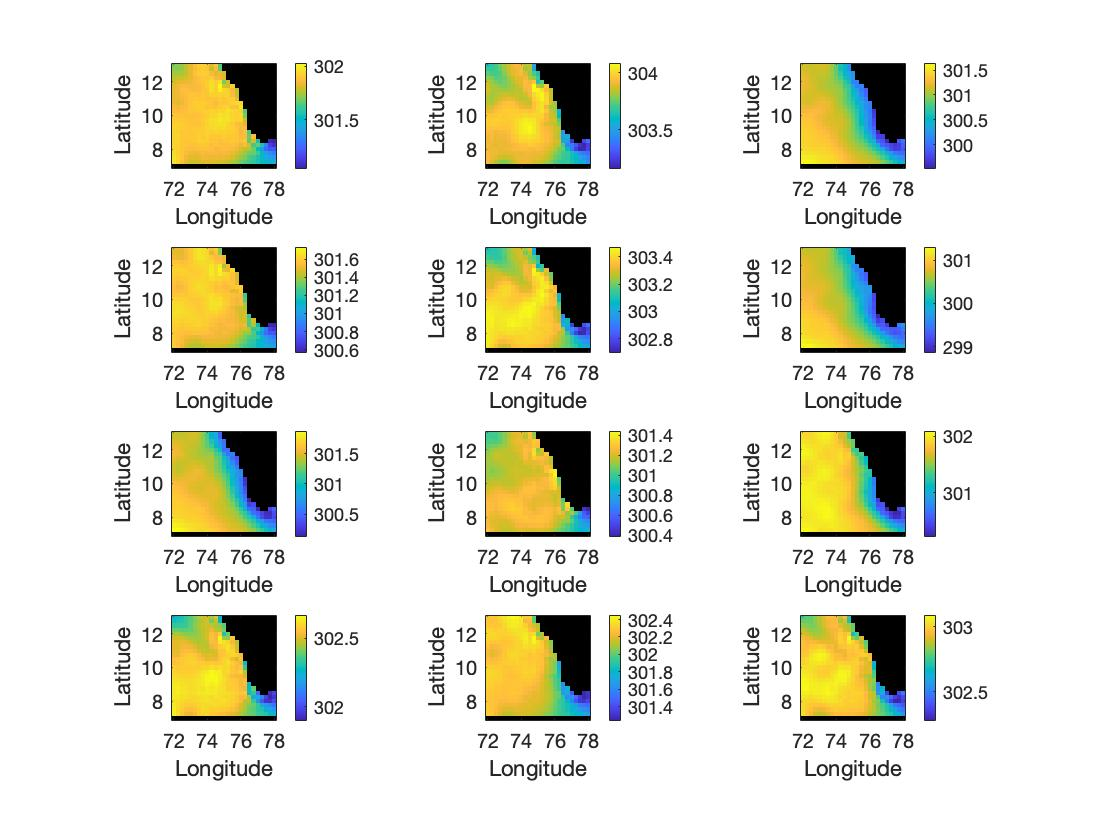 12 10 8 Latitude 72 74 76 78 Longitude 302 301.5
12 10 8 Latitude 72 74 76 78 Longitude 304 303.5
12 10 8 Latitude 72 74 76 78 Longitude 301.5 301 300.5 300
12 10 8 Latitude 72 74 76 78 Longitude 301.6 301.4 301.2 301 300.8 300.6
12 10 8 Latitude 72 74 76 78 Longitude 303.4 303.2 303 302.8
12 10 8 Latitude 72 74 76 78 Longitude 301 300 299
12 10 8 Latitude 72 74 76 78 Longitude 301.5 301 300.5
12 10 8 Latitude 72 74 76 78 Longitude 301.4 301.2 301 300.8 300.6 300.4
12 10 8 Latitude 72 74 76 78 Longitude 302 301
12 10 8 Latitude 72 74 76 78 Longitude 302.5 302
12 10 8 Latitude 72 74 76 78 Longitude 302.4 302.2 302 301.8 301.6 301.4
12 10 8 Latitude 72 74 76 78 Longitude 303 302.5